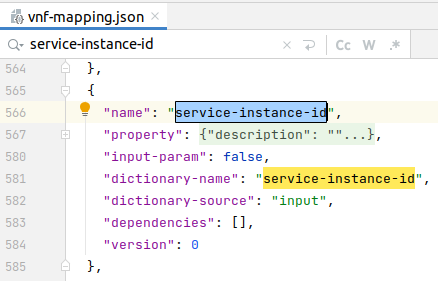 vnf-mapping.json ×
service-instance-id × Cc W .*
564 },
565 {
566 "name": "service-instance-id",
567 "property": {"description": ""...},
580 "input-param": false,
581 "dictionary-name": "service-instance-id",
582 "dictionary-source": "input",
583 "dependencies": [],
584 "version": 0
585 },